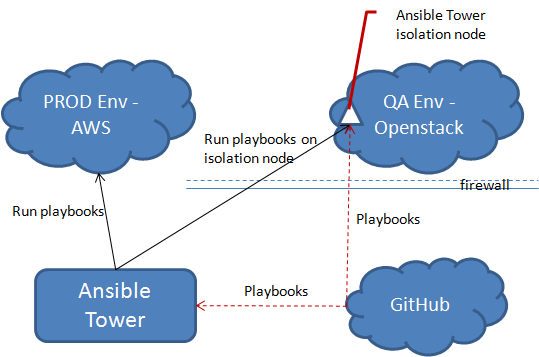 Ansible Tower
isolation node
PROD Env -
AWS
QA Env -
Openstack
Run playbooks on
isolation node
firewall
Run playbooks
Playbooks
Ansible
Tower
Playbooks
GitHub